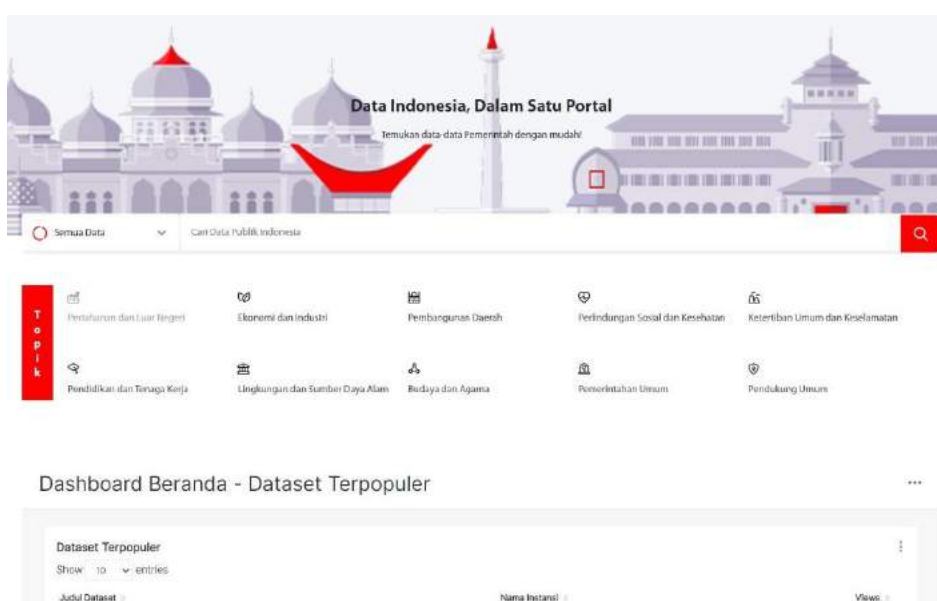 Data Indonesia, Dalam Satu Portal
Temukan data-data Pemerintah dengan mudah!
Semua Data
Cari Data Publik Indonesia
Topik
Pertahanan dan Luar Negeri
Ekonomi dan Industri
Pembangunan Daerah
Perlindungan Sosial dan Kesehatan
Ketertiban Umum dan Keselamatan
Pendidikan dan Tenaga Kerja
Lingkungan dan Sumber Daya Alam
Budaya dan Agama
Pemerintahan Umum
Pendukung Umum
Dashboard Beranda - Dataset Terpopuler
Dataset Terpopuler
Show 10 entries
Judul Dataset
Nama Instansi
Views